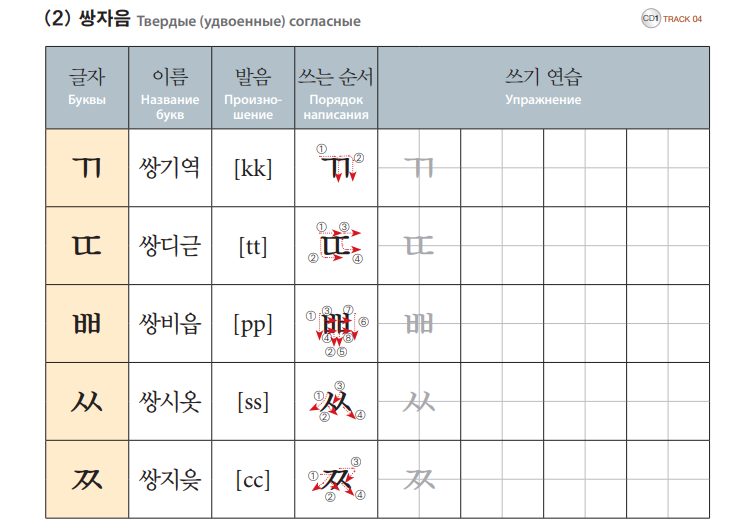 (2) 쌍자음 Твердые (удвоенные) согласные
CD1 TRACK 04
글자 이름 발음 쓰는 순서 쓰기 연습
Буквы Название букв Произно-шение Порядок написания Упражнение
ㄲ 쌍기역 [kk] ㄲ ① ② ㄲ
ㄸ 쌍디귿 [tt] ㄸ ① ③ ② ④ ㄸ
ㅃ 쌍비읍 [pp] ㅃ ① ③ ⑦ ⑥ ④ ⑧ ② ⑤ ㅃ
ㅆ 쌍시옷 [ss] ㅆ ③ ① ② ④ ㅆ
ㅉ 쌍지읒 [cc] ㅉ ③ ① ② ④ ㅉ